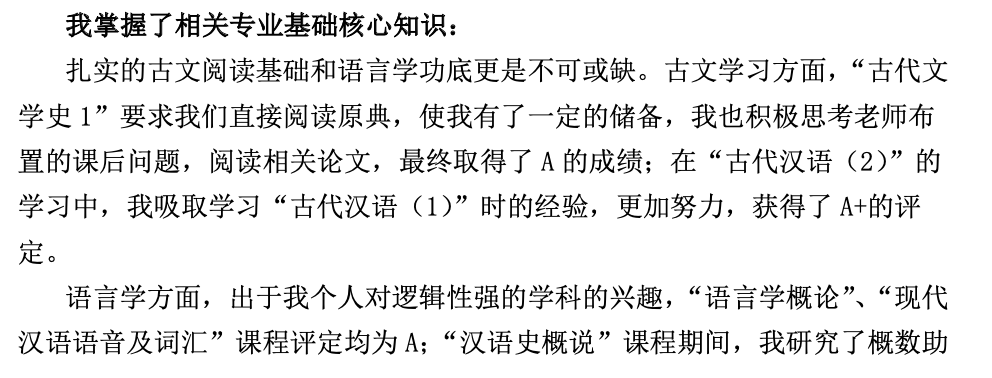 我掌握了相关专业基础核心知识：
扎实的古文阅读基础和语言学功底更是不可或缺。古文学习方面，“古代文
学史 1”要求我们直接阅读原典，使我有了一定的储备，我也积极思考老师布
置的课后问题，阅读相关论文，最终取得了 A 的成绩；在“古代汉语（2）”的
学习中，我吸取学习“古代汉语（1）”时的经验，更加努力，获得了 A+的评
定。
语言学方面，出于我个人对逻辑性强的学科的兴趣，“语言学概论”、“现代
汉语语音及词汇”课程评定均为 A；“汉语史概说”课程期间，我研究了概数助